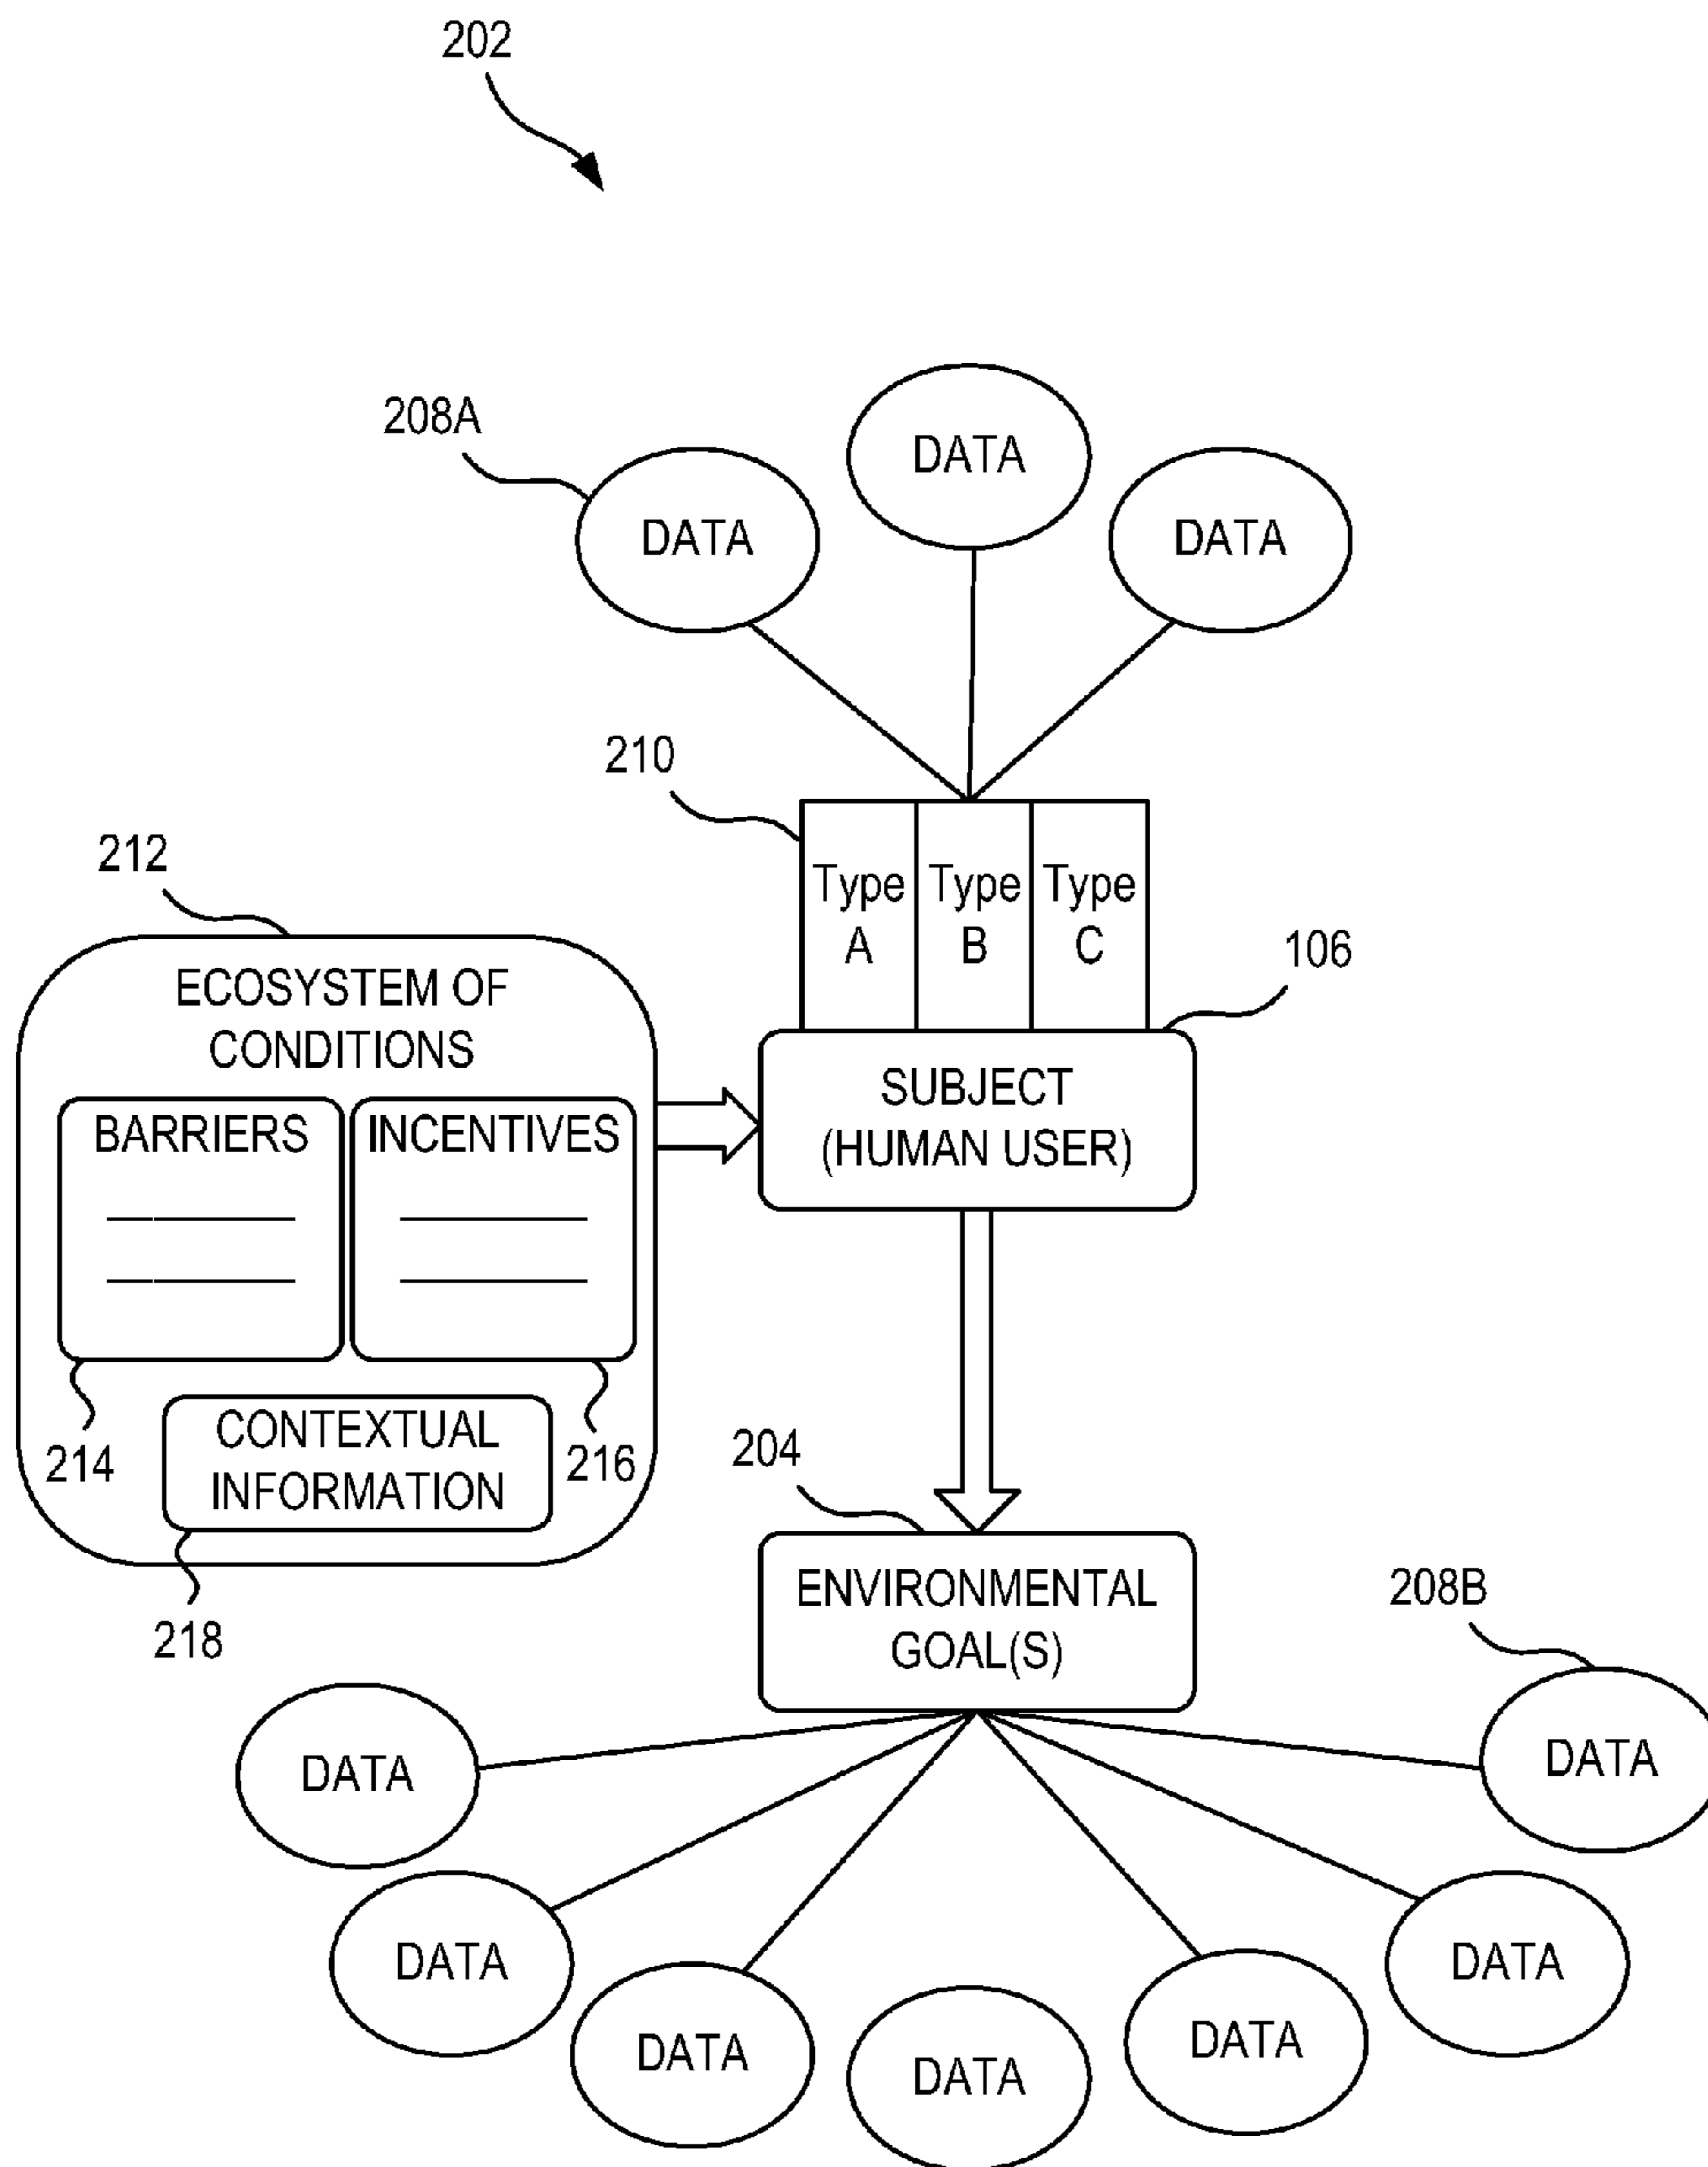 202
208A
DATA
DATA
DATA
210
Type
A
Type
B
Type
C
212
106
ECOSYSTEM OF
CONDITIONS
SUBJECT
(HUMAN USER)
BARRIERS
INCENTIVES
214
CONTEXTUAL
INFORMATION
216
218
204
ENVIRONMENTAL
GOAL(S)
208B
DATA
DATA
DATA
DATA
DATA
DATA
DATA